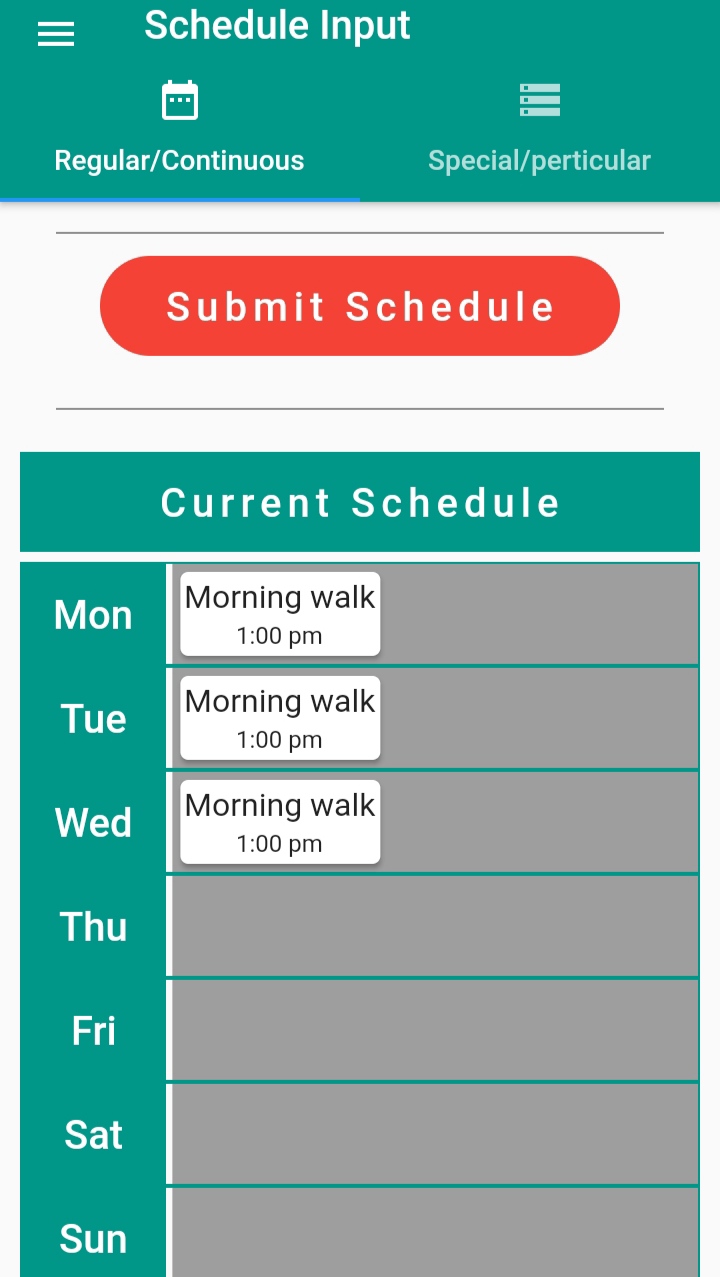 Schedule Input
Regular/Continuous
Special/perticular
Submit Schedule
Current Schedule
Mon
Morning walk
1:00 pm
Tue
Morning walk
1:00 pm
Wed
Morning walk
1:00 pm
Thu
Fri
Sat
Sun